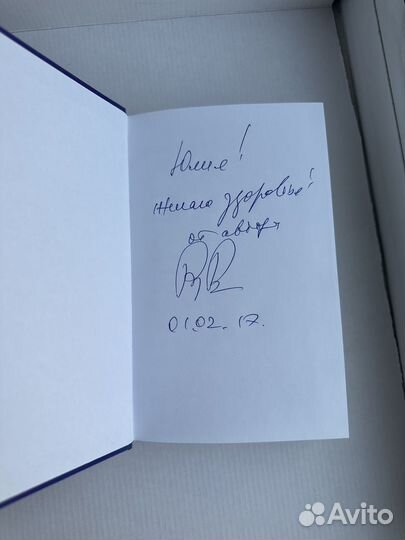 Юлие!
Желаю здоровья!
от автора
01.02.17.
Avito